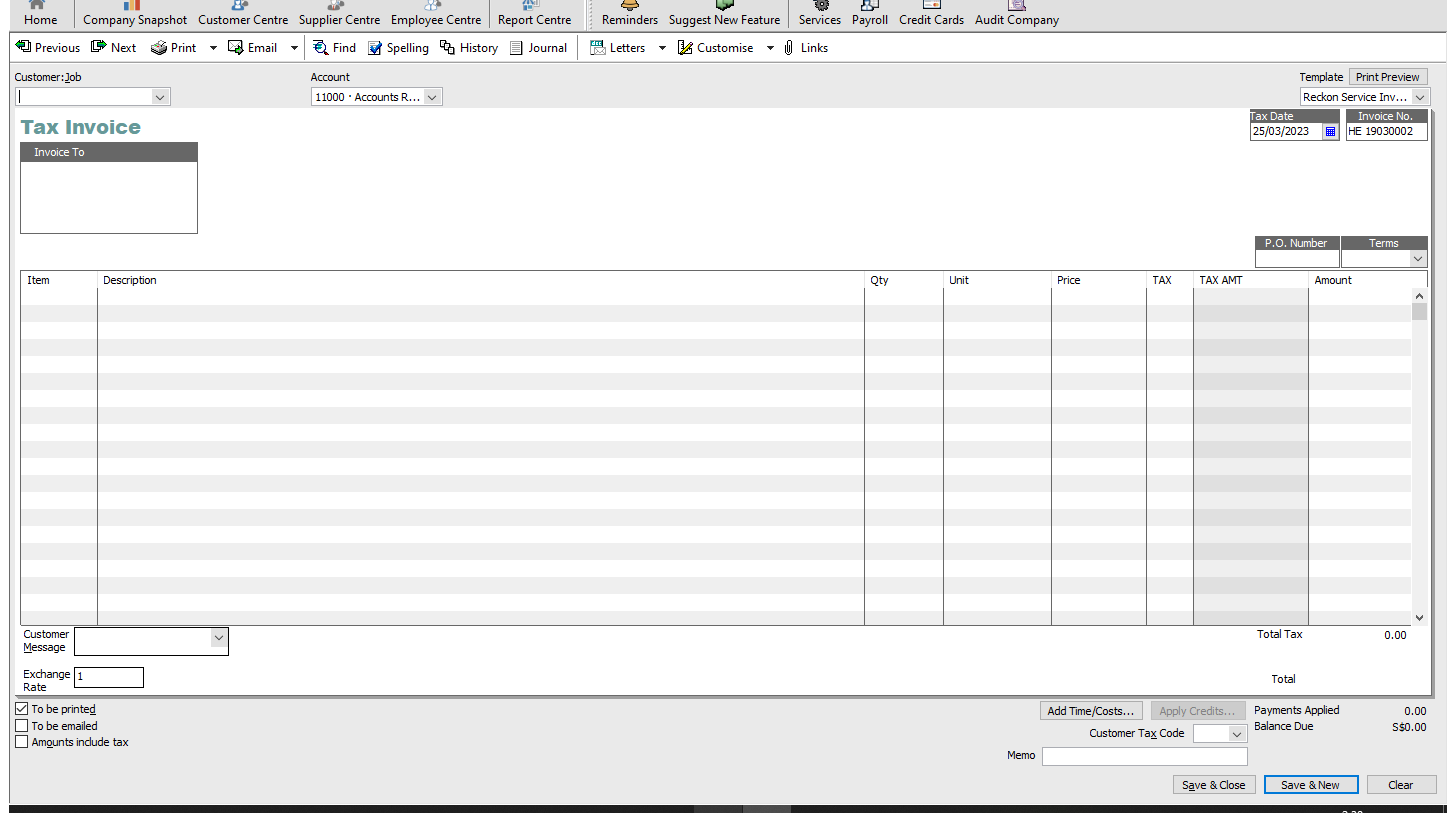 Home Company Snapshot Customer Centre Supplier Centre Employee Centre Report Centre Reminders Suggest New Feature Services Payroll Credit Cards Audit Company
Previous Next Print Email Find Spelling History Journal Letters Customise Links
Customer:Job Account Template Print Preview
11000 · Accounts R... Reckon Service Inv...
Tax Invoice Tax Date Invoice No.
25/03/2023 HE 19030002
Invoice To
P.O. Number Terms
Item Description Qty Unit Price TAX TAX AMT Amount
Customer Message Total Tax 0.00
Exchange Rate 1 Total
To be printed Add Time/Costs... Apply Credits... Payments Applied 0.00
To be emailed Customer Tax Code Balance Due S$0.00
Amounts include tax
Memo
Save & Close Save & New Clear